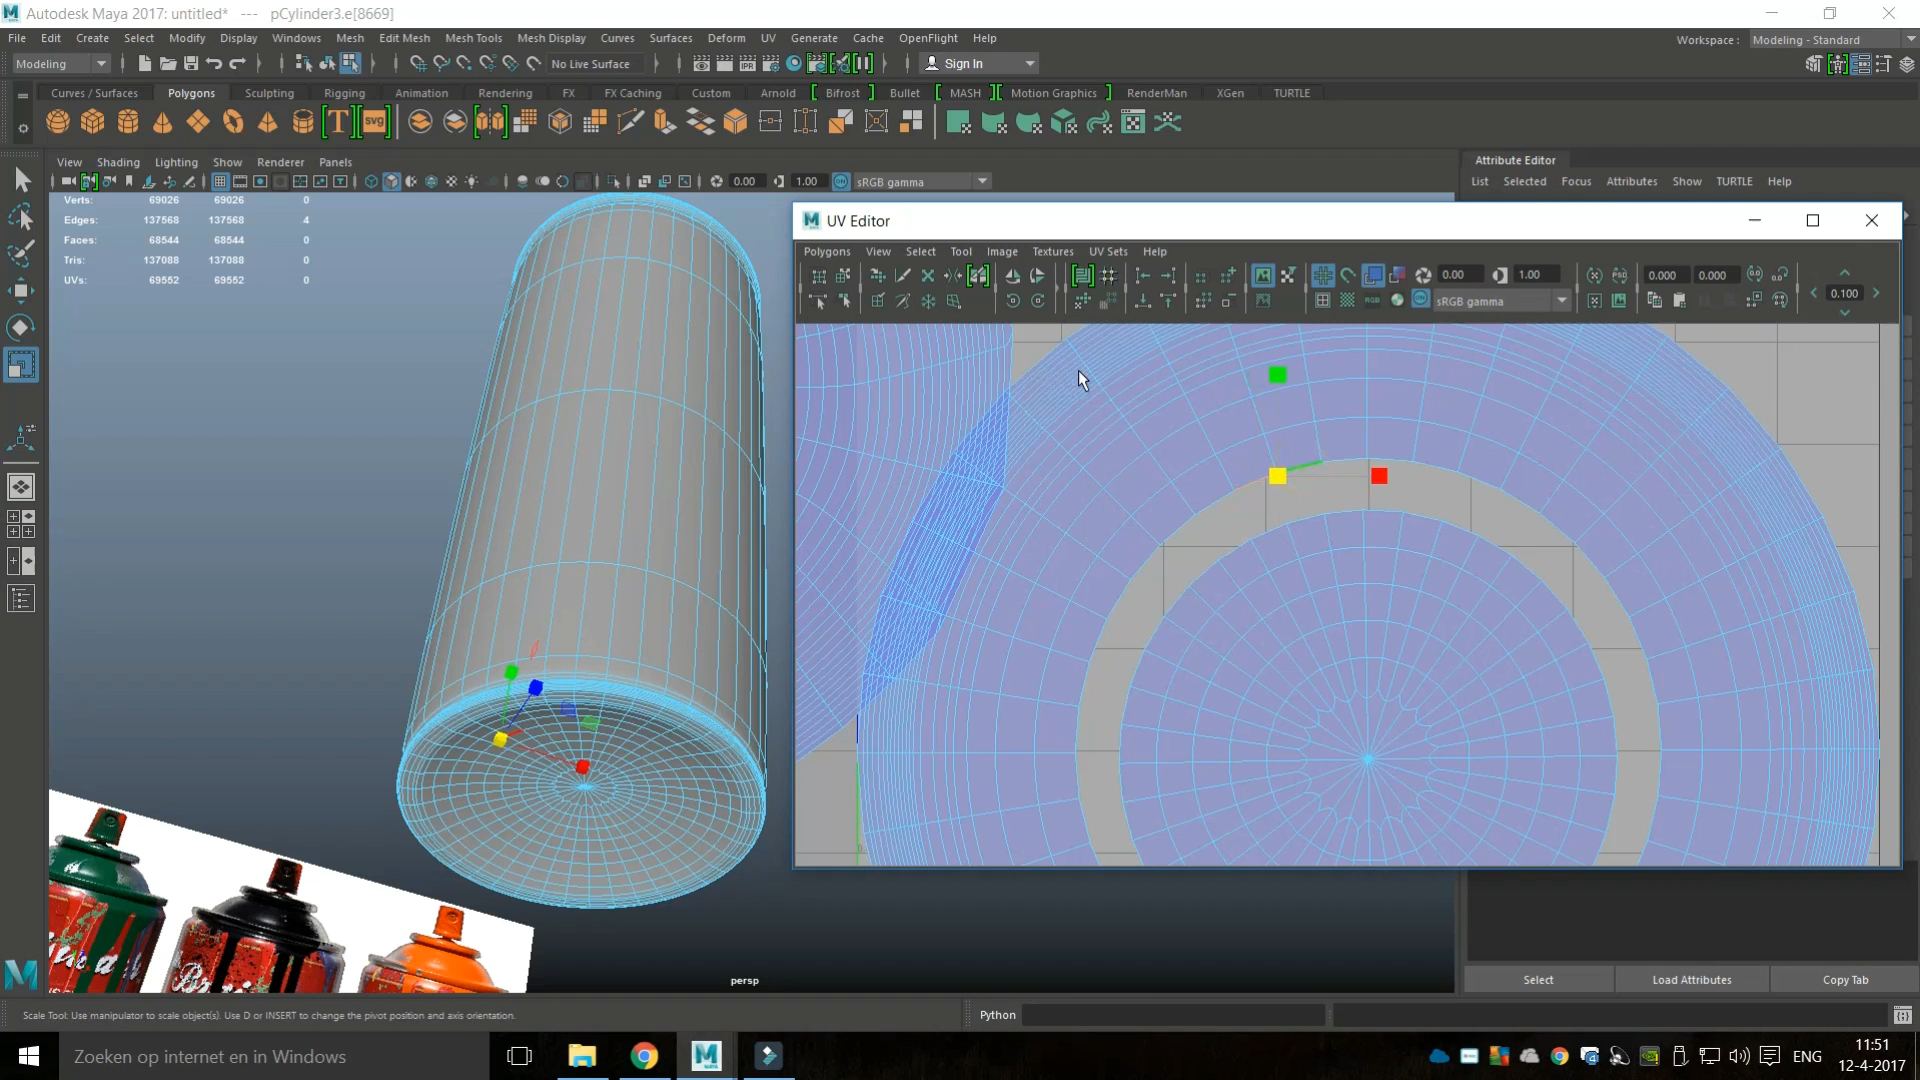 Autodesk Maya 2017: untitled* --- pCylinder3.e[8669]
File Edit Create Select Modify Display Windows Mesh Edit Mesh Mesh Tools Mesh Display Curves Surfaces Deform UV Generate Cache OpenFlight Help
Workspace : Modeling - Standard
Modeling No Live Surface Sign In
Curves / Surfaces Polygons Sculpting Rigging Animation Rendering FX FX Caching Custom Arnold Bifrost Bullet MASH Motion Graphics RenderMan XGen TURTLE
View Shading Lighting Show Renderer Panels
0.00 1.00 sRGB gamma
Attribute Editor
List Selected Focus Attributes Show TURTLE Help
Verts: 69026 69026 0
Edges: 137568 137568 4
Faces: 68544 68544 0
Tris: 137088 137088 0
UVs: 69552 69552 0
UV Editor
Polygons View Select Tool Image Textures UV Sets Help
0.00 1.00 0.000 0.000
sRGB gamma 0.100
persp
Select Load Attributes Copy Tab
Scale Tool: Use manipulator to scale object(s). Use D or INSERT to change the pivot position and axis orientation.
Python
Zoeken op internet en in Windows
ENG
11:51
12-4-2017